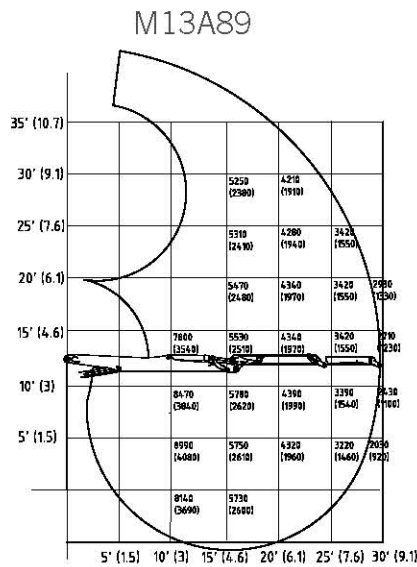 M13A89
35' (10.7)
30' (9.1)
5250 4210
(2380) (1910)
25' (7.6)
5310 4280 3420
(2410) (1940) (1550)
20' (6.1)
5470 4340 3420
(2480) (1970) (1550)
15' (4.6)
7800 5530 4340 3420
(3540) (2510) (1970) (1550)
10' (3)
8470 5780 4390 3390 2430
(3840) (2620) (1990) (1540) (1100)
5' (1.5)
8990 5750 4320 3220 2030
(4080) (2610) (1960) (1460) (920)
8140 5730
(3690) (2600)
5' (1.5) 10' (3) 15' (4.6) 20' (6.1) 25' (7.6) 30' (9.1)